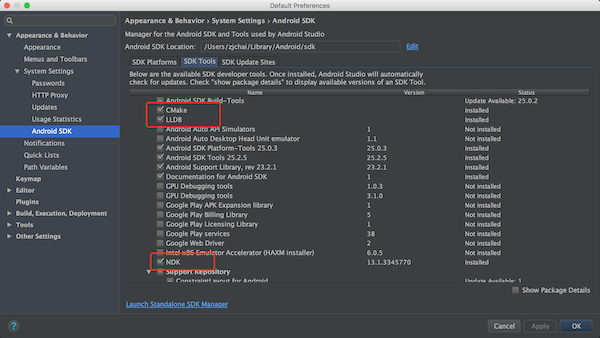 Default Preferences
Appearance & Behavior
Appearance
Menus and Toolbars
System Settings
Passwords
HTTP Proxy
Updates
Usage Statistics
Android SDK
Notifications
Quick Lists
Path Variables
Keymap
Editor
Plugins
Build, Execution, Deployment
Tools
Other Settings
Appearance & Behavior › System Settings › Android SDK
Manager for the Android SDK and Tools used by Android Studio
Android SDK Location: /Users/zjchai/Library/Android/sdk Edit
SDK Platforms SDK Tools SDK Update Sites
Below are the available SDK developer tools. Once installed, Android Studio will automatically
check for updates. Check "show package details" to display available versions of an SDK Tool.
Name Version Status
Android SDK Build-Tools Update Available: 25.0.2
CMake Installed
LLDB Installed
Android Auto API Simulators 1 Not installed
Android Auto Desktop Head Unit emulator 1.1 Not installed
Android SDK Platform-Tools 25.0.3 25.0.3 Installed
Android SDK Tools 25.2.5 25.2.5 Installed
Android Support Library, rev 23.2.1 23.2.1 Installed
Documentation for Android SDK 1 Installed
GPU Debugging tools 1.0.3 Not installed
GPU Debugging tools 3.1.0 Not installed
Google Play APK Expansion library 1 Not installed
Google Play Billing Library 5 Not installed
Google Play Licensing Library 1 Not installed
Google Play services 38 Not installed
Google Web Driver 2 Not installed
Intel x86 Emulator Accelerator (HAXM installer) 6.0.5 Not installed
NDK 13.1.3345770 Installed
Support Repository
ConstraintLayout for Android Update Available: 1
Show Package Details
Launch Standalone SDK Manager
? Cancel Apply OK